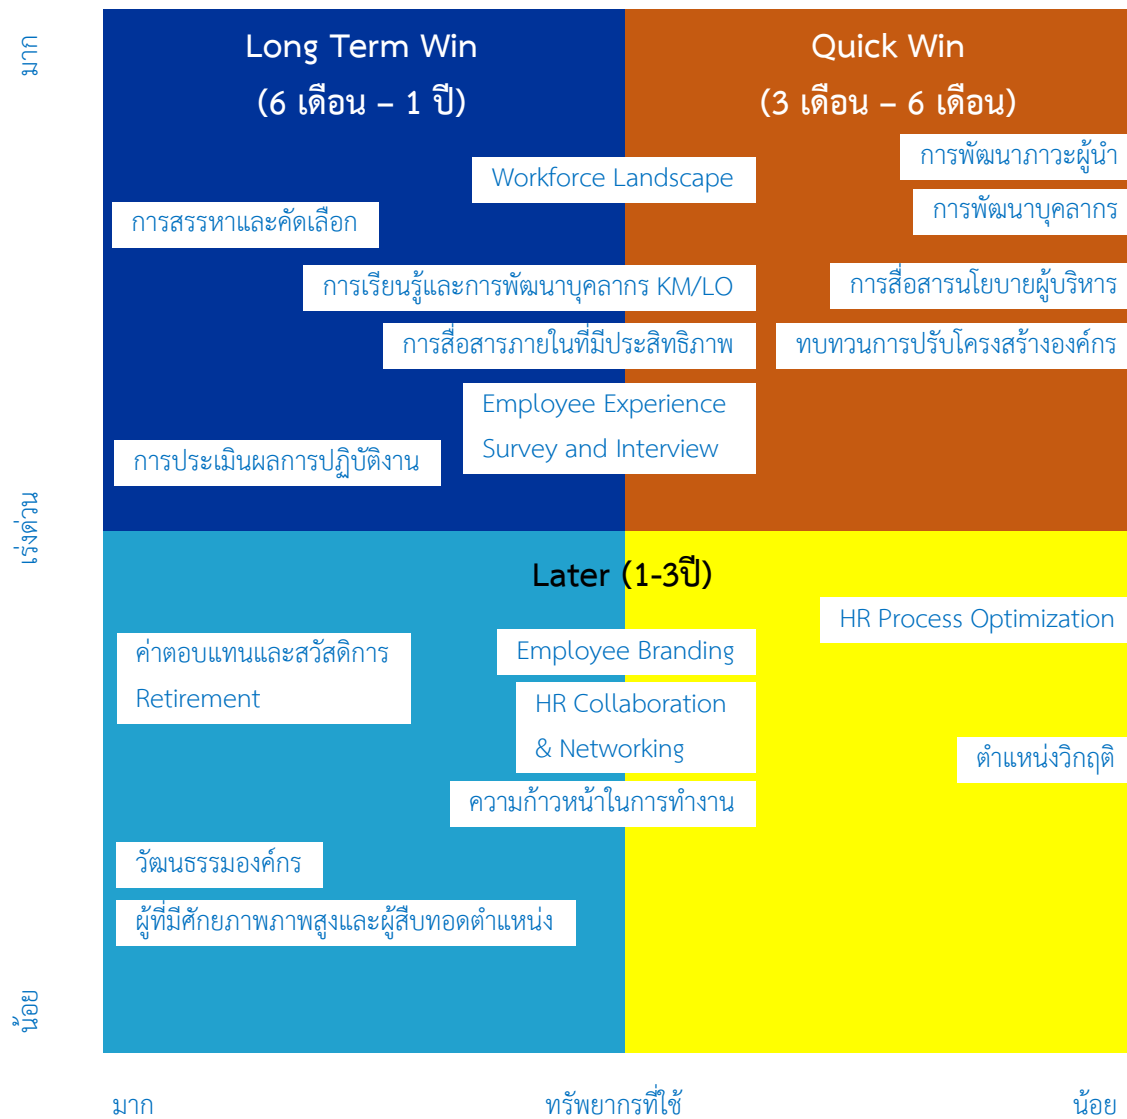 มาก
Long Term Win
(6 เดือน – 1 ปี)
Quick Win
(3 เดือน – 6 เดือน)
การพัฒนาภาวะผู้นำ
Workforce Landscape
การพัฒนาบุคลากร
การสรรหาและคัดเลือก
การเรียนรู้และการพัฒนาบุคลากร KM/LO
การสื่อสารนโยบายผู้บริหาร
การสื่อสารภายในที่มีประสิทธิภาพ
ทบทวนการปรับโครงสร้างองค์กร
Employee Experience
Survey and Interview
การประเมินผลการปฏิบัติงาน
เร่งด่วน
Later (1-3ปี)
HR Process Optimization
ค่าตอบแทนและสวัสดิการ
Retirement
Employee Branding
HR Collaboration
& Networking
ตำแหน่งวิกฤติ
ความก้าวหน้าในการทำงาน
วัฒนธรรมองค์กร
ผู้ที่มีศักยภาพภาพสูงและผู้สืบทอดตำแหน่ง
น้อย
มาก
ทรัพยากรที่ใช้
น้อย